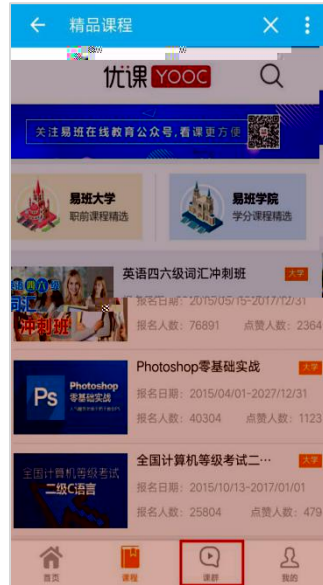 精品课程
优课 YOOC
关注易班在线教育公众号,看课更方便
易班大学
职前课程精选
易班学院
学分课程精选
英语四六级词汇冲刺班 大学
报名日期: 2015/05/15-2017/12/31
报名人数: 76891 点赞人数: 2364
冲刺班
Photoshop零基础实战 大学
Ps Photoshop
零基础实战
报名日期: 2015/04/01-2027/12/31
报名人数: 40304 点赞人数: 1123
全国计算机等级考试二… 大学
全国计算机等级考试
二级C语言
报名日期: 2015/10/13-2017/01/01
报名人数: 25804 点赞人数: 479
首页 课程 课群 我的